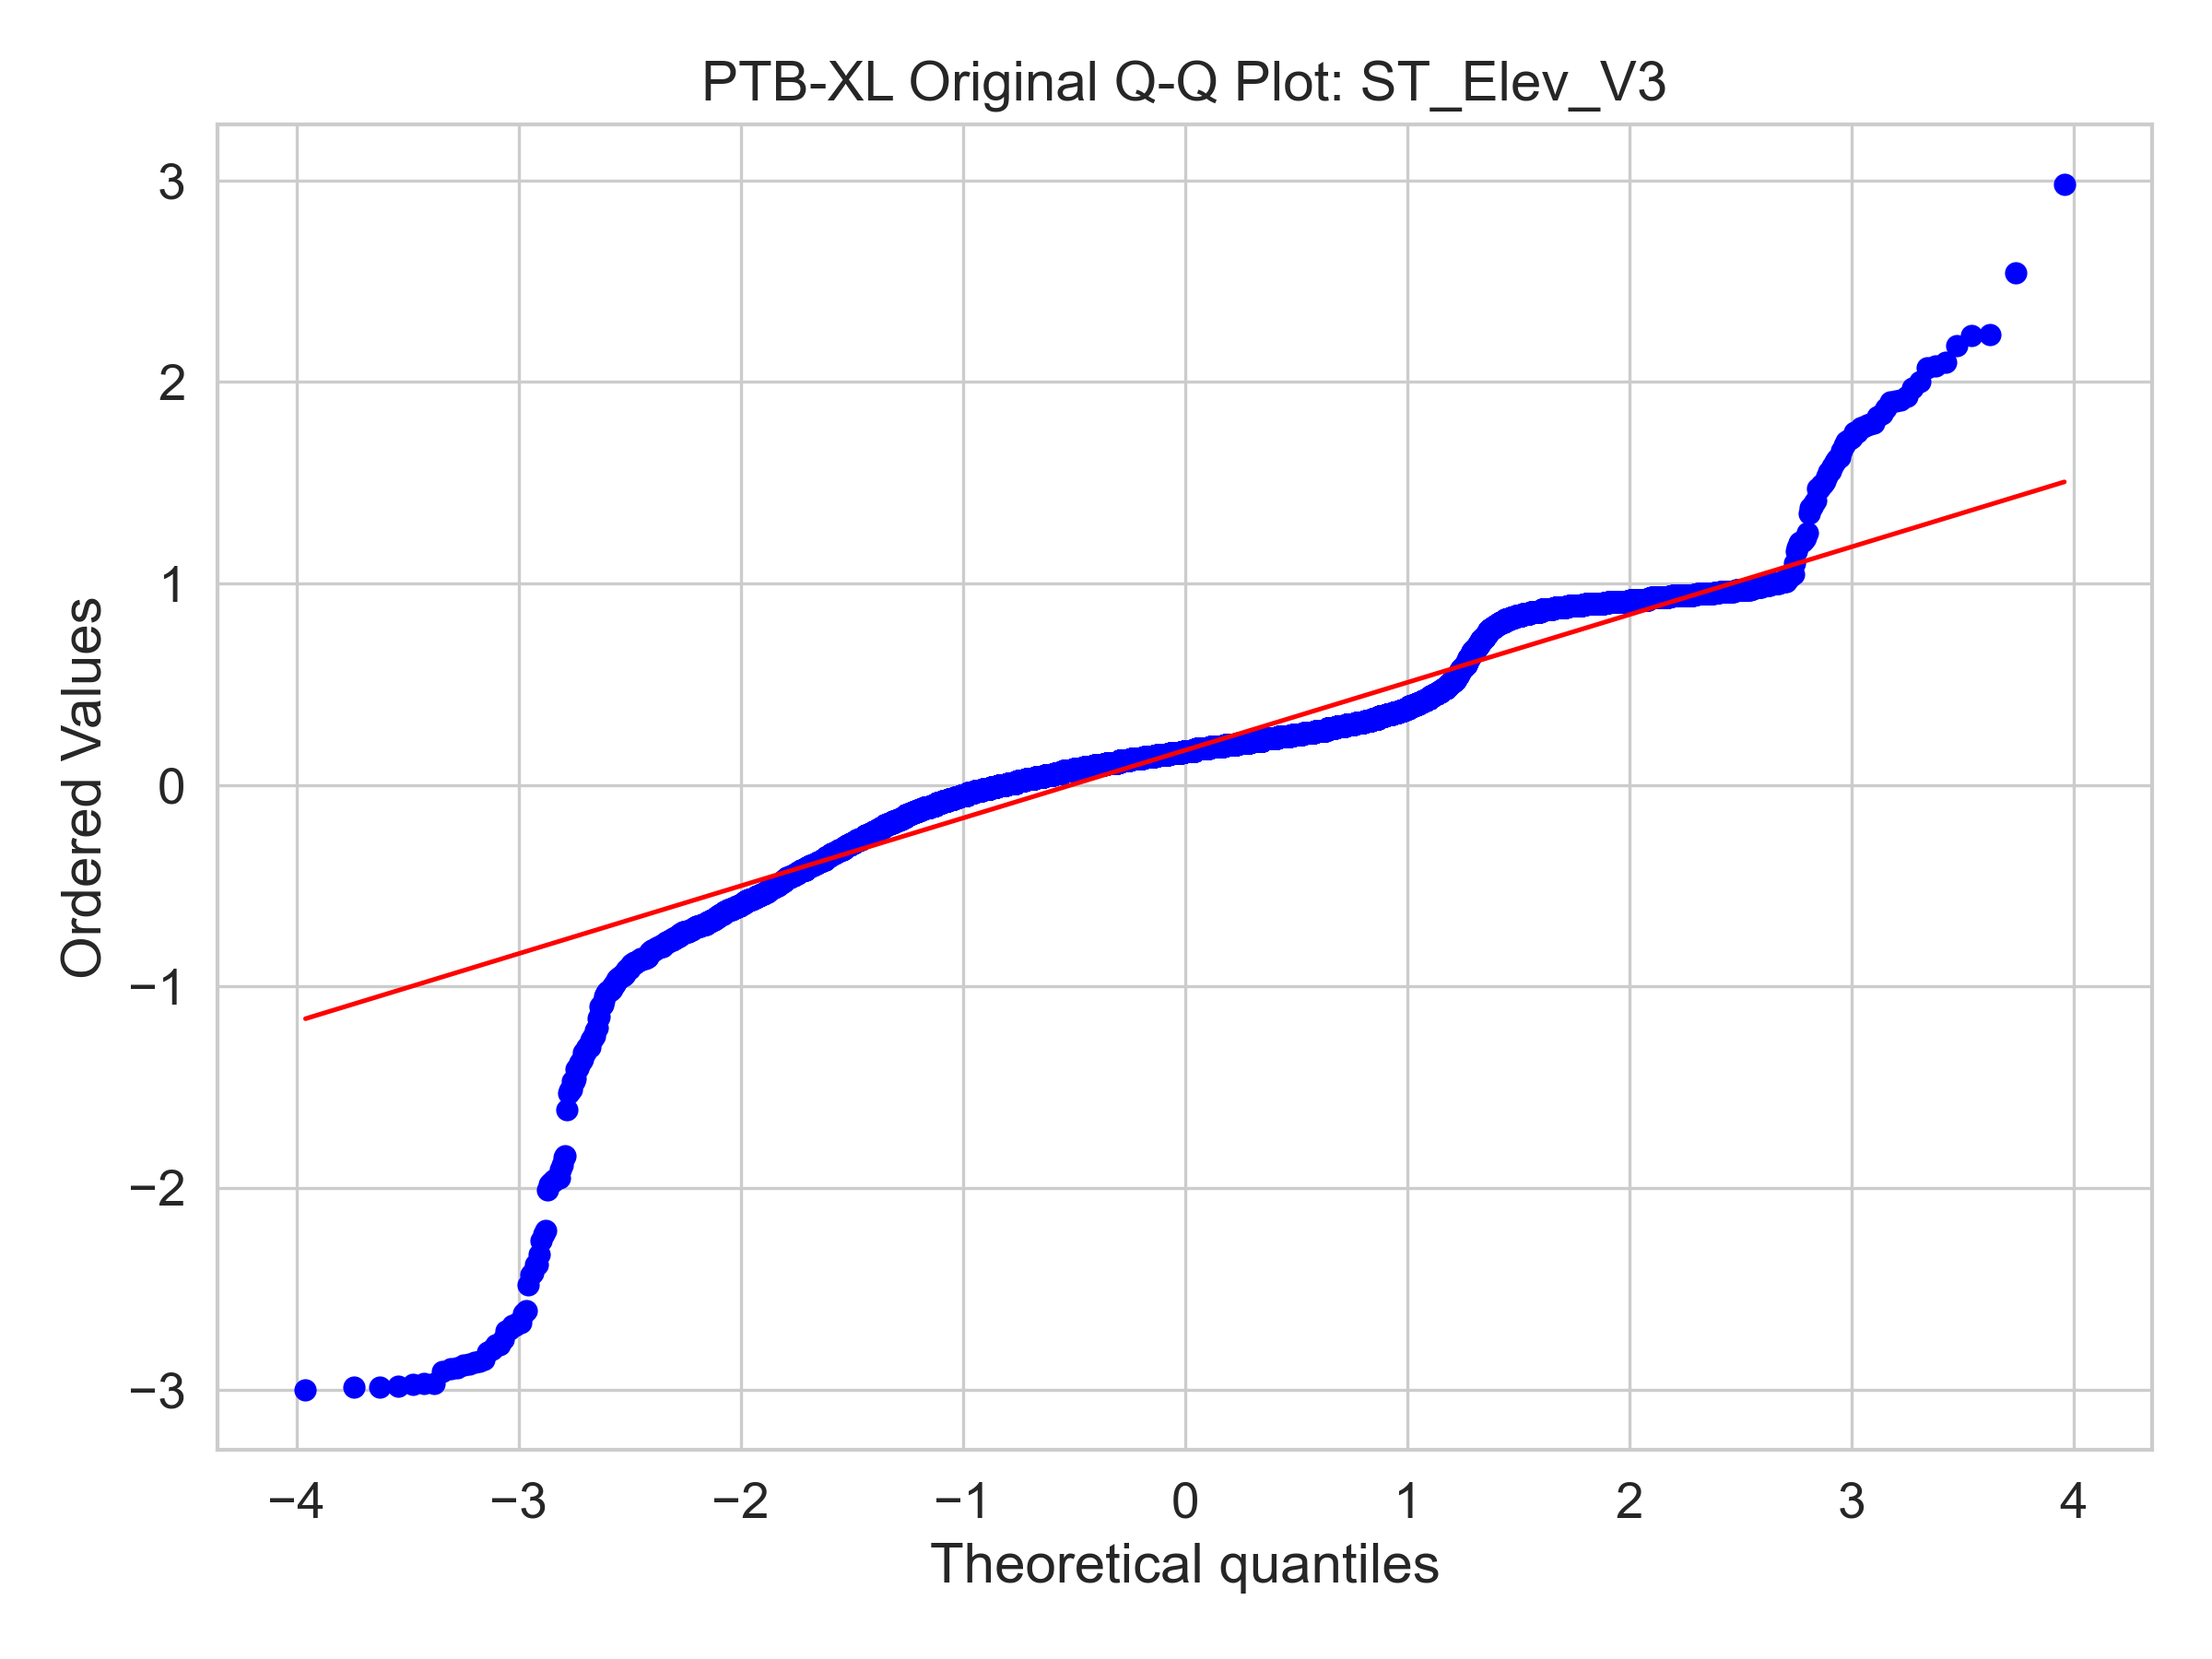 PTB-XL Original Q-Q Plot: ST_Elev_V3
3
2
1
0
−1
−2
−3
Ordered Values
−4 −3 −2 −1 0 1 2 3 4
Theoretical quantiles